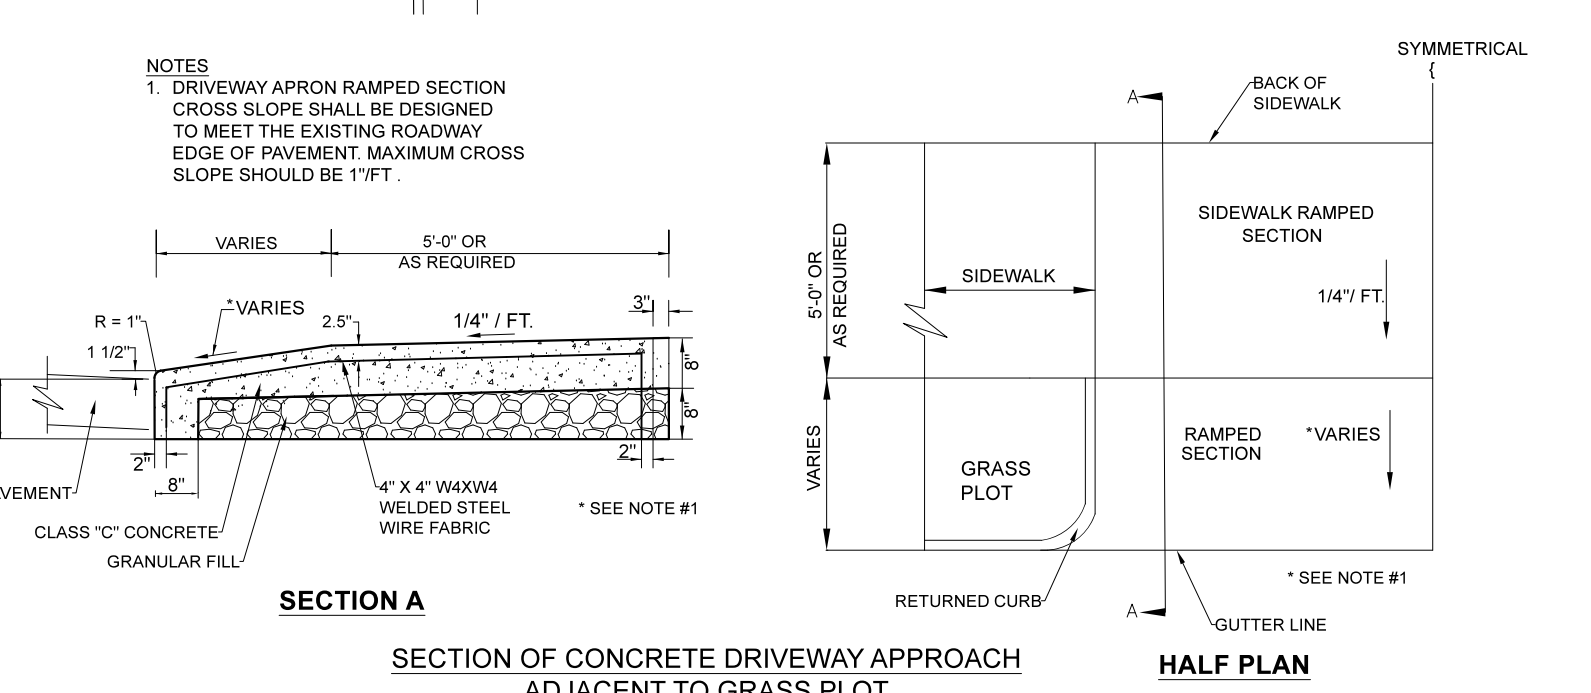 NOTES
1. DRIVEWAY APRON RAMPED SECTION
CROSS SLOPE SHALL BE DESIGNED
TO MEET THE EXISTING ROADWAY
EDGE OF PAVEMENT. MAXIMUM CROSS
SLOPE SHOULD BE 1"/FT .
VARIES
5'-0" OR
AS REQUIRED
*VARIES
R = 1"
1 1/2"
2.5"
1/4" / FT.
3"
8"
8"
2"
8"
2"
VEMENT
CLASS "C" CONCRETE
GRANULAR FILL
4" X 4" W4XW4
WELDED STEEL
WIRE FABRIC
* SEE NOTE #1
SECTION A
SYMMETRICAL
{
BACK OF
SIDEWALK
A
5'-0" OR
AS REQUIRED
SIDEWALK
SIDEWALK RAMPED
SECTION
1/4"/ FT.
VARIES
GRASS
PLOT
RAMPED
SECTION
*VARIES
* SEE NOTE #1
RETURNED CURB
A
GUTTER LINE
HALF PLAN
SECTION OF CONCRETE DRIVEWAY APPROACH
ADJACENT TO GRASS PLOT